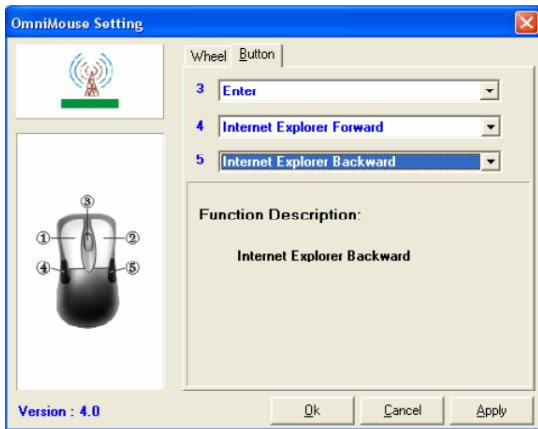 OmniMouse Setting
Wheel Button
3 Enter
4 Internet Explorer Forward
5 Internet Explorer Backward
Function Description:
Internet Explorer Backward
③
① ②
④ ⑤
Version : 4.0
Ok Cancel Apply